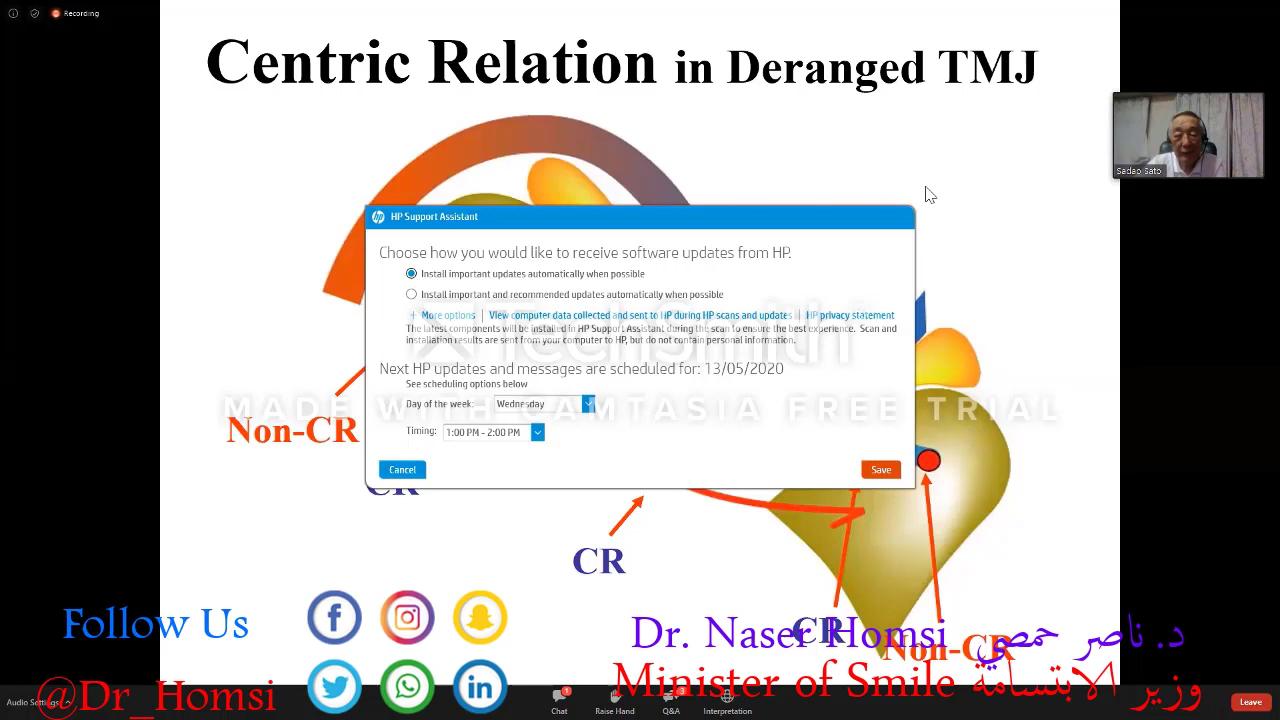 Recording
Centric Relation in Deranged TMJ
Sadao Sato
HP Support Assistant
Choose how you would like to receive software updates from HP.
Install important updates automatically when possible
Install important and recommended updates automatically when possible
+ More options | View computer data collected and sent to HP during HP scans and updates | HP privacy statement
The latest components will be installed in HP Support Assistant during the scan to ensure the best experience. Scan and
installation results are sent from your computer to HP, but do not contain personal information.
TechSmith
Next HP updates and messages are scheduled for: 13/05/2020
See scheduling options below
Day of the week: Wednesday
MADE WITH CAMTASIA FREE TRIAL
Timing: 1:00 PM - 2:00 PM
Cancel
Save
Non-CR
CR
CR
CR
Non-CR
Follow Us
Dr. Naser Homsi د. ناصر حمصي
@Dr_Homsi
Minister of Smile وزير الابتسامة
Audio Settings
Chat 1
Raise Hand
Q&A 3
Interpretation
Leave